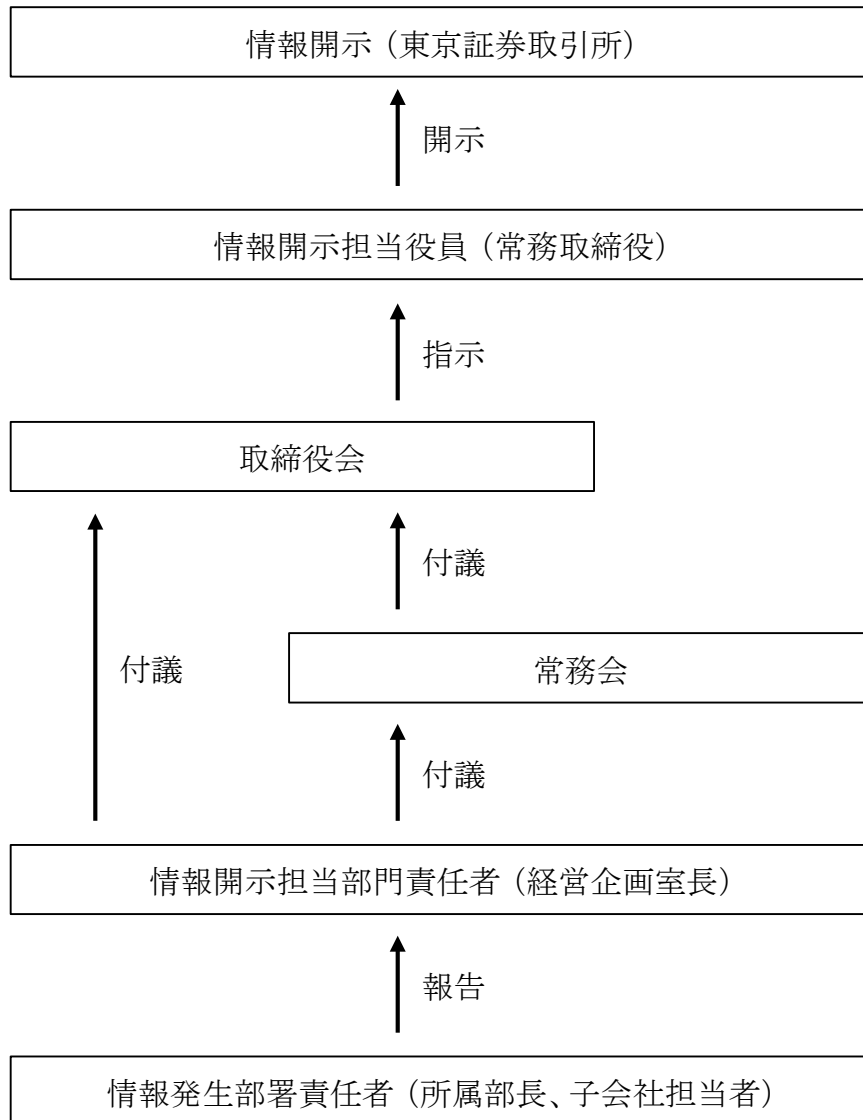 情報開示（東京証券取引所）
開示
情報開示担当役員（常務取締役）
指示
取締役会
付議
付議
常務会
付議
情報開示担当部門責任者（経営企画室長）
報告
情報発生部署責任者（所属部長、子会社担当者）